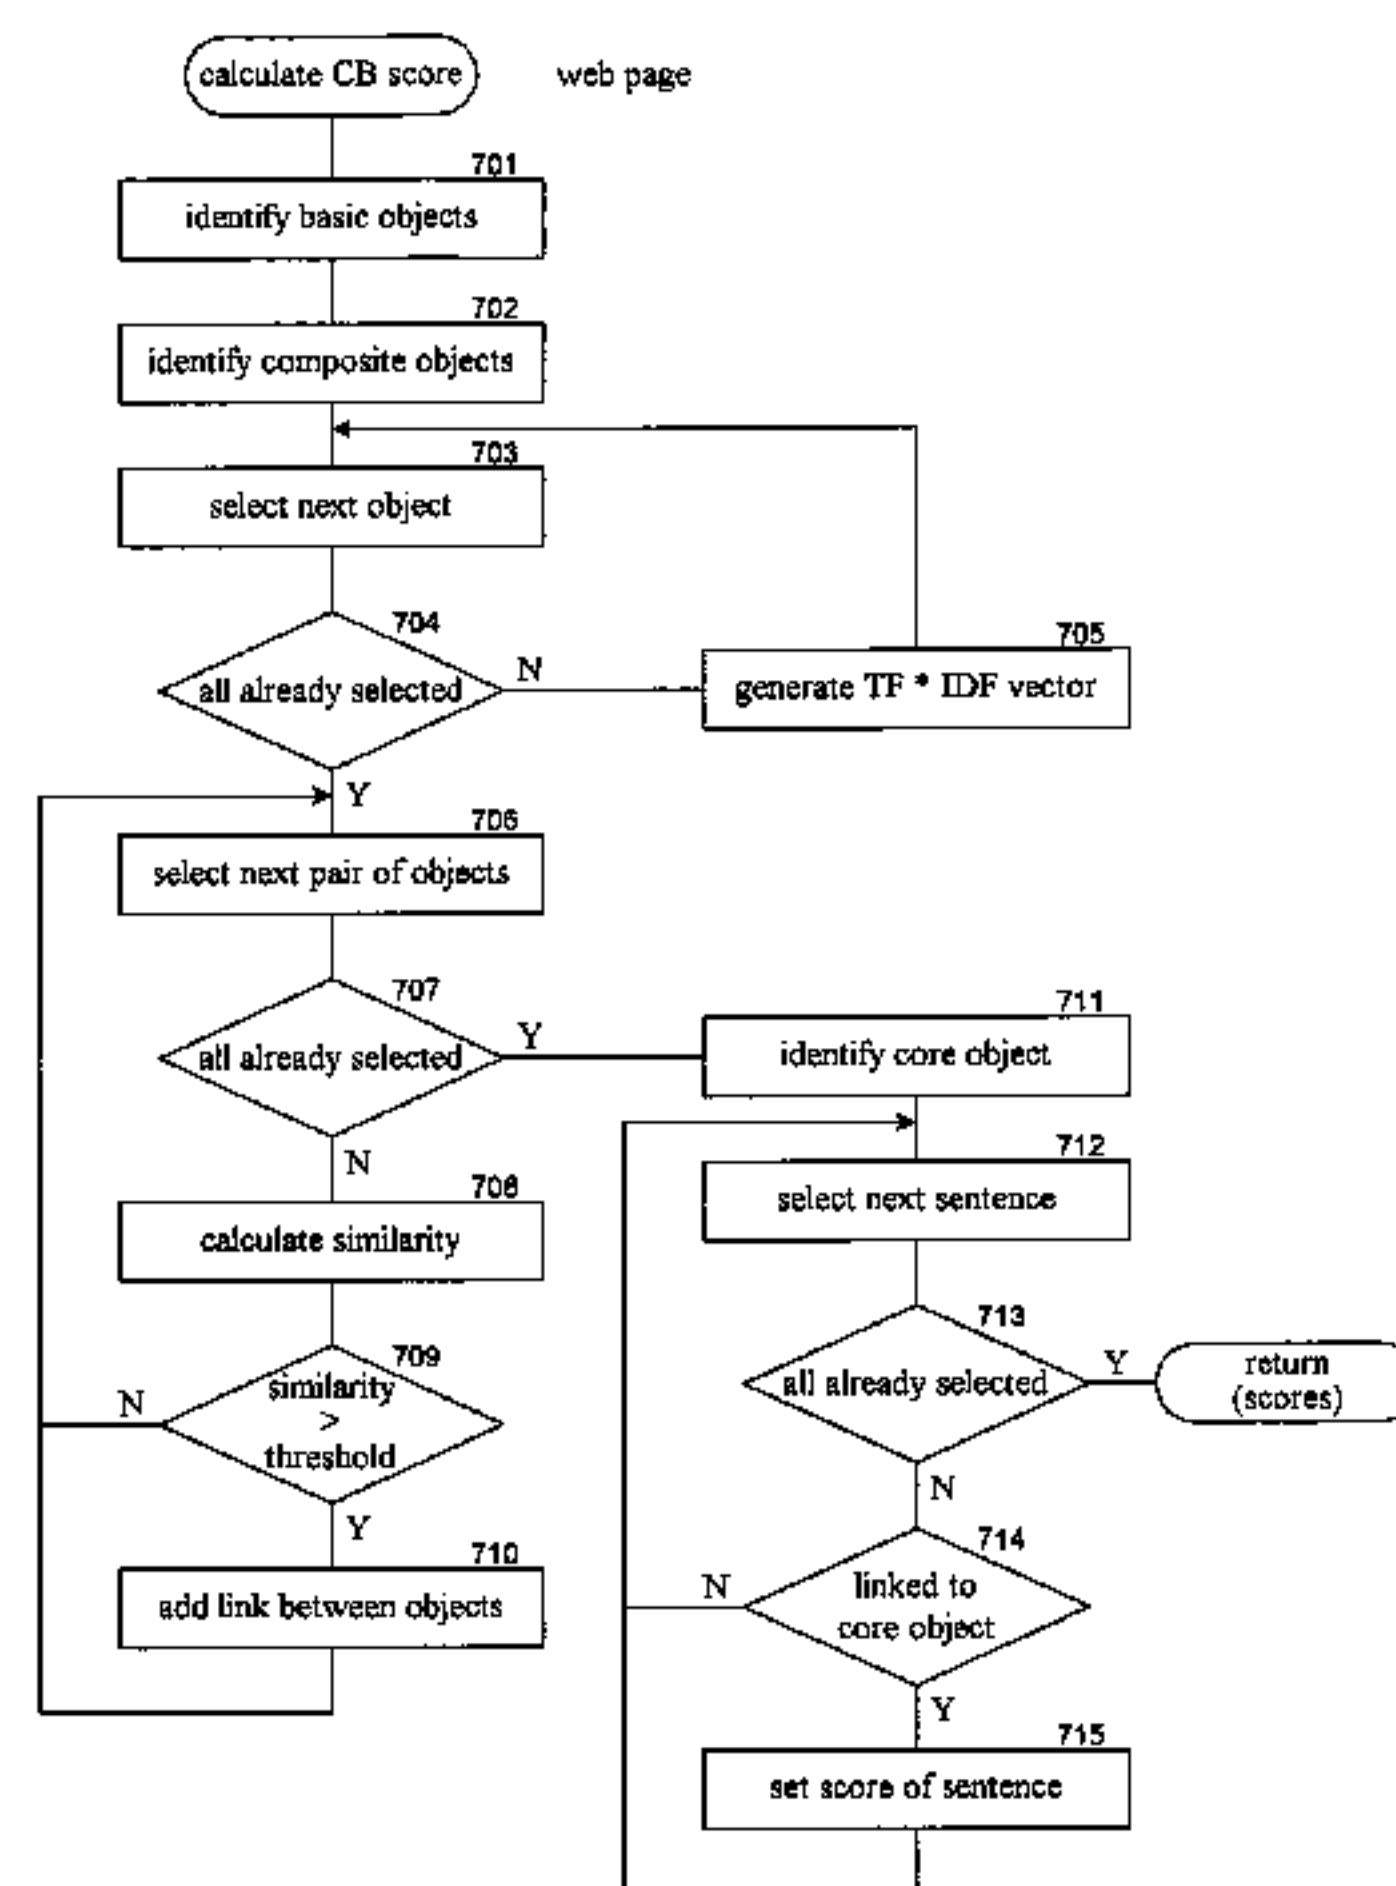 calculate CB score
web page
701
identify basic objects
702
identify composite objects
703
select next object
704
all already selected
N
705
generate TF * IDF vector
Y
706
select next pair of objects
707
all already selected
Y
711
identify core object
N
712
select next sentence
708
calculate similarity
713
all already selected
Y
return
(scores)
709
similarity
>
threshold
N
N
Y
714
linked to
core object
N
710
add link between objects
Y
715
set score of sentence